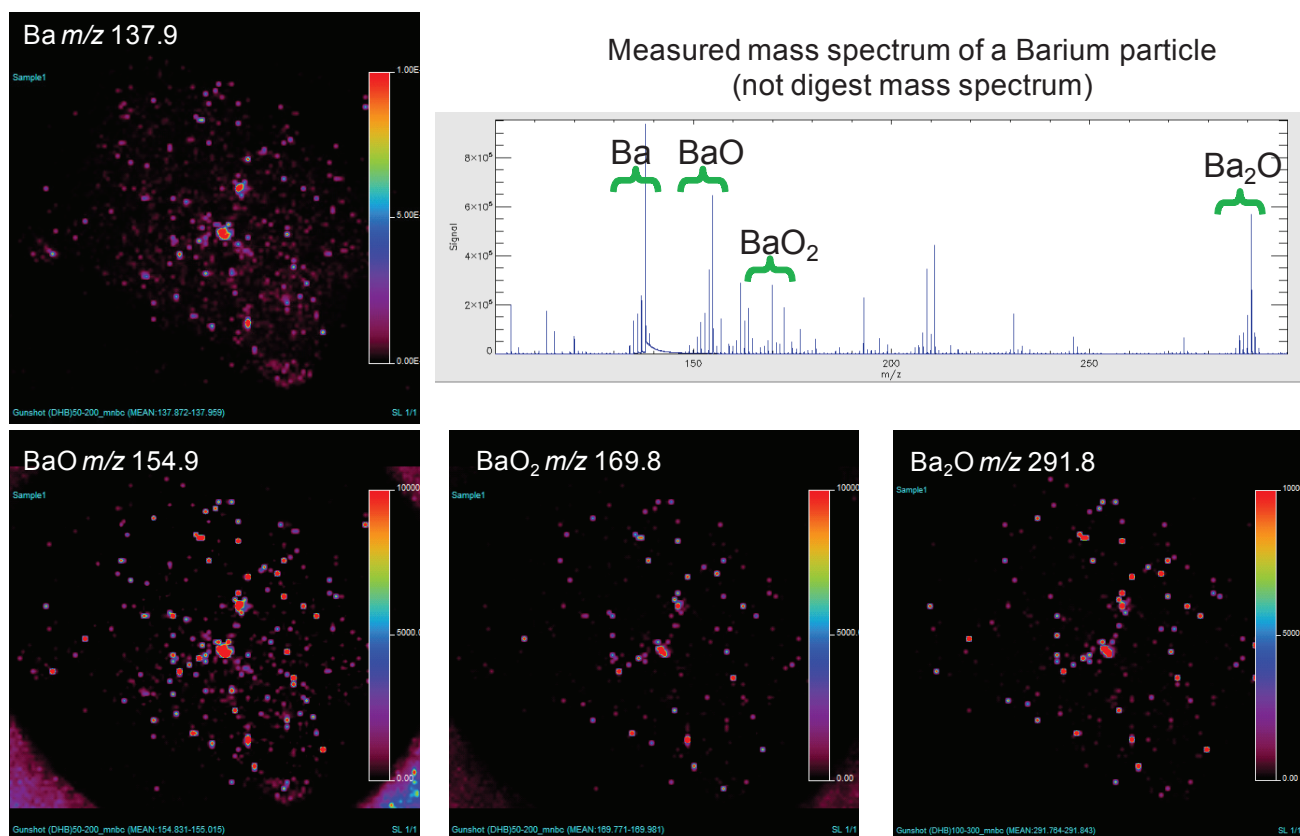 Ba m/z 137.9
Sample1
1.00E
5.00E
0.00E
Gunshot (DHB)50-200_mnbc (MEAN:137.872-137.959)
SL 1/1
Measured mass spectrum of a Barium particle
(not digest mass spectrum)
Ba
BaO
BaO₂
Ba₂O
8×10⁵
6×10⁵
4×10⁵
2×10⁵
0
Signal
150
200
250
m/z
BaO m/z 154.9
Sample1
10000
5000.0
0.00
Gunshot (DHB)50-200_mnbc (MEAN:154.831-155.015)
SL 1/1
BaO₂ m/z 169.8
Sample1
10000
5000.0
0.00
Gunshot (DHB)50-200_mnbc (MEAN:169.771-169.981)
SL 1/1
Ba₂O m/z 291.8
Sample1
1000
5000.
0.00
Gunshot (DHB)100-300_mnbc (MEAN:291.764-291.843)
SL 1/1